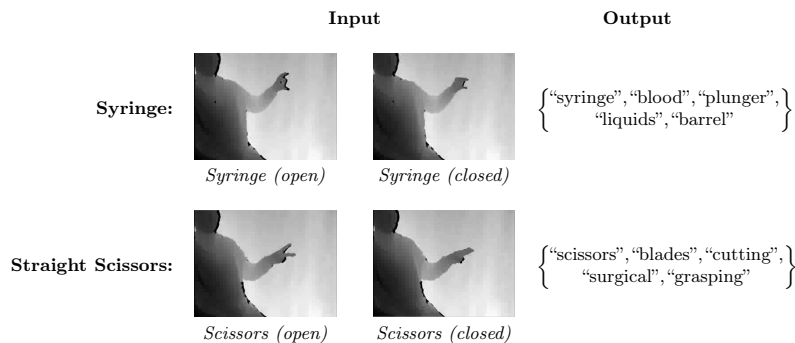 Input Output
Syringe:
Syringe (open) Syringe (closed)
{“syringe”, “blood”, “plunger”,
“liquids”, “barrel”}
Straight Scissors:
Scissors (open) Scissors (closed)
{“scissors”, “blades”, “cutting”,
“surgical”, “grasping”}